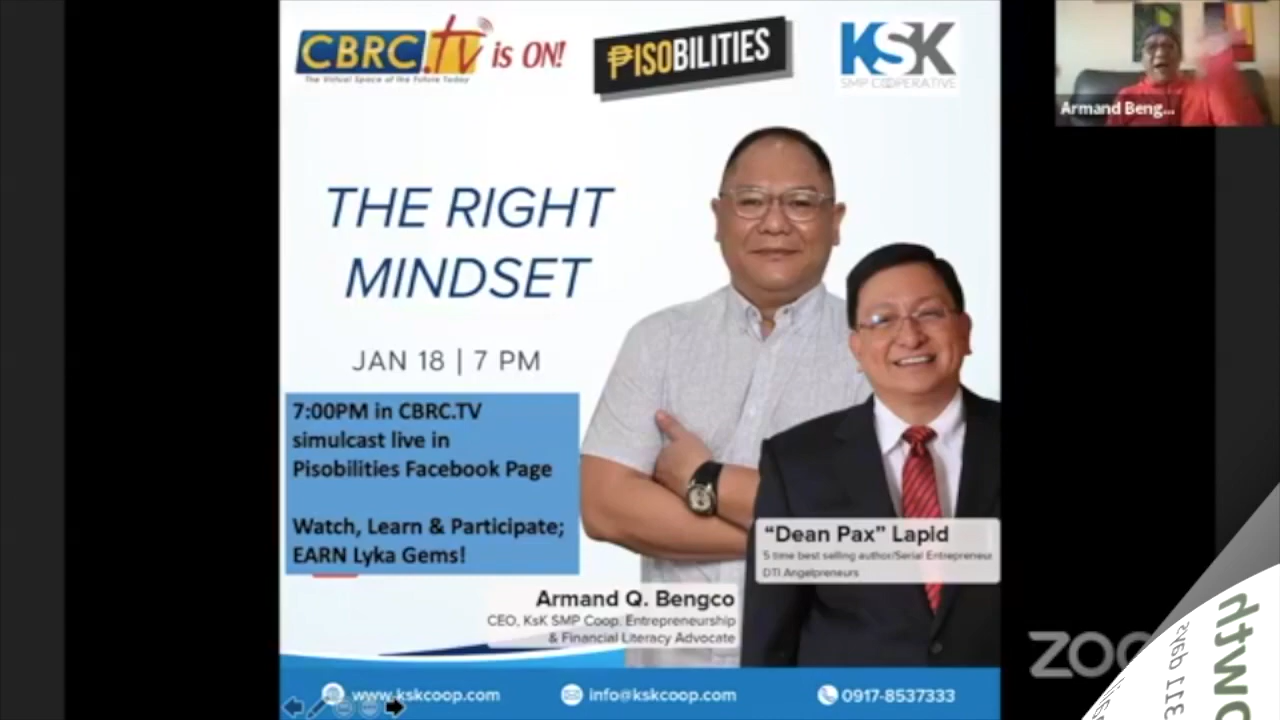 CBRC.TV is ON!
The Virtual Space of the Future Today
PISOBILITIES
KSK
SMP COOPERATIVE
Armand Beng...
THE RIGHT
MINDSET
JAN 18 | 7 PM
7:00PM in CBRC.TV
simulcast live in
Pisobilities Facebook Page
Watch, Learn & Participate;
EARN Lyka Gems!
"Dean Pax" Lapid
5 time best selling author/Serial Entrepreneur
DTI Angelpreneurs
Armand Q. Bengco
CEO, KsK SMP Coop. Entrepreneurship
& Financial Literacy Advocate
www.kskcoop.com
info@kskcoop.com
0917-8537333